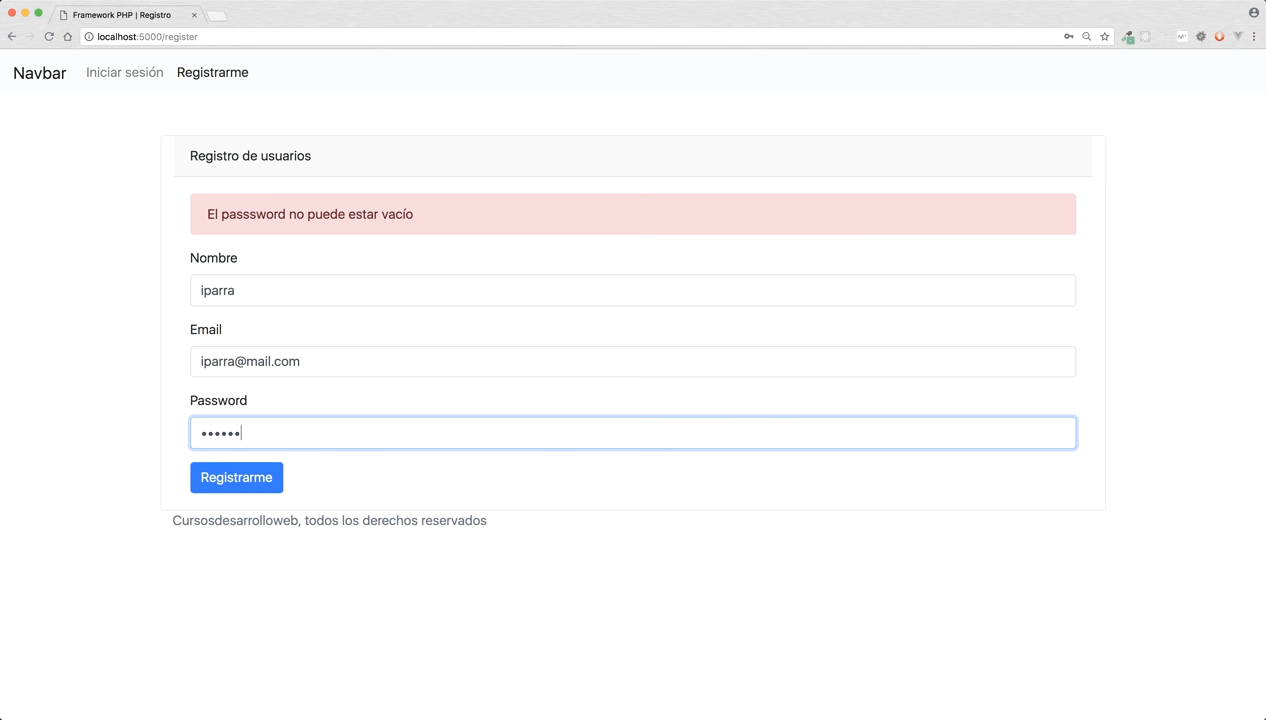 Framework PHP | Registro
localhost:5000/register
Navbar Iniciar sesión Registrarme
Registro de usuarios
El passsword no puede estar vacío
Nombre
iparra
Email
iparra@mail.com
Password
••••••
Registrarme
Cursosdesarrolloweb, todos los derechos reservados